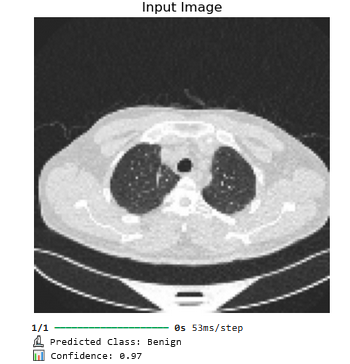 Input Image
1/1 ━━━━━━━━━━━━━━━━━━━━ 0s 53ms/step
🔬 Predicted Class: Benign
📊 Confidence: 0.97